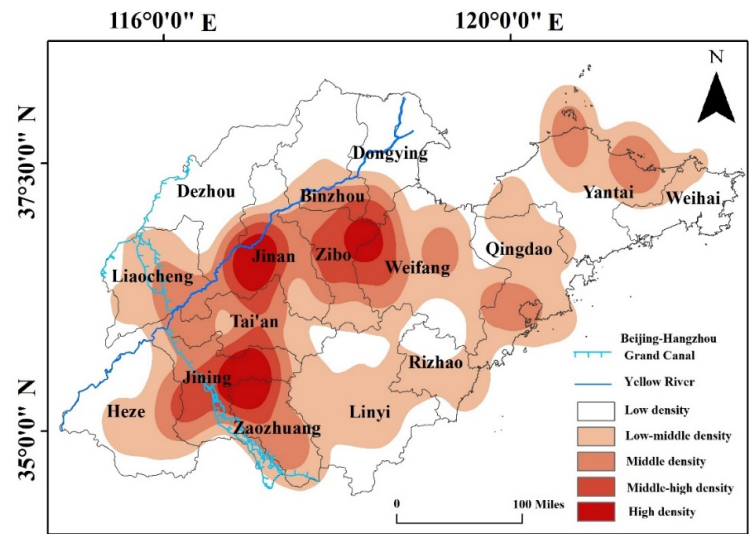 116°0'0" E
120°0'0" E
N
37°30'0" N
35°0'0" N
Dongying
Dezhou
Binzhou
Yantai
Weihai
Qingdao
Jinan
Zibo
Weifang
Liaocheng
Tai'an
Rizhao
Jining
Heze
Linyi
Zaozhuang
Beijing-Hangzhou
Grand Canal
Yellow River
Low density
Low-middle density
Middle density
Middle-high density
High density
0 100 Miles